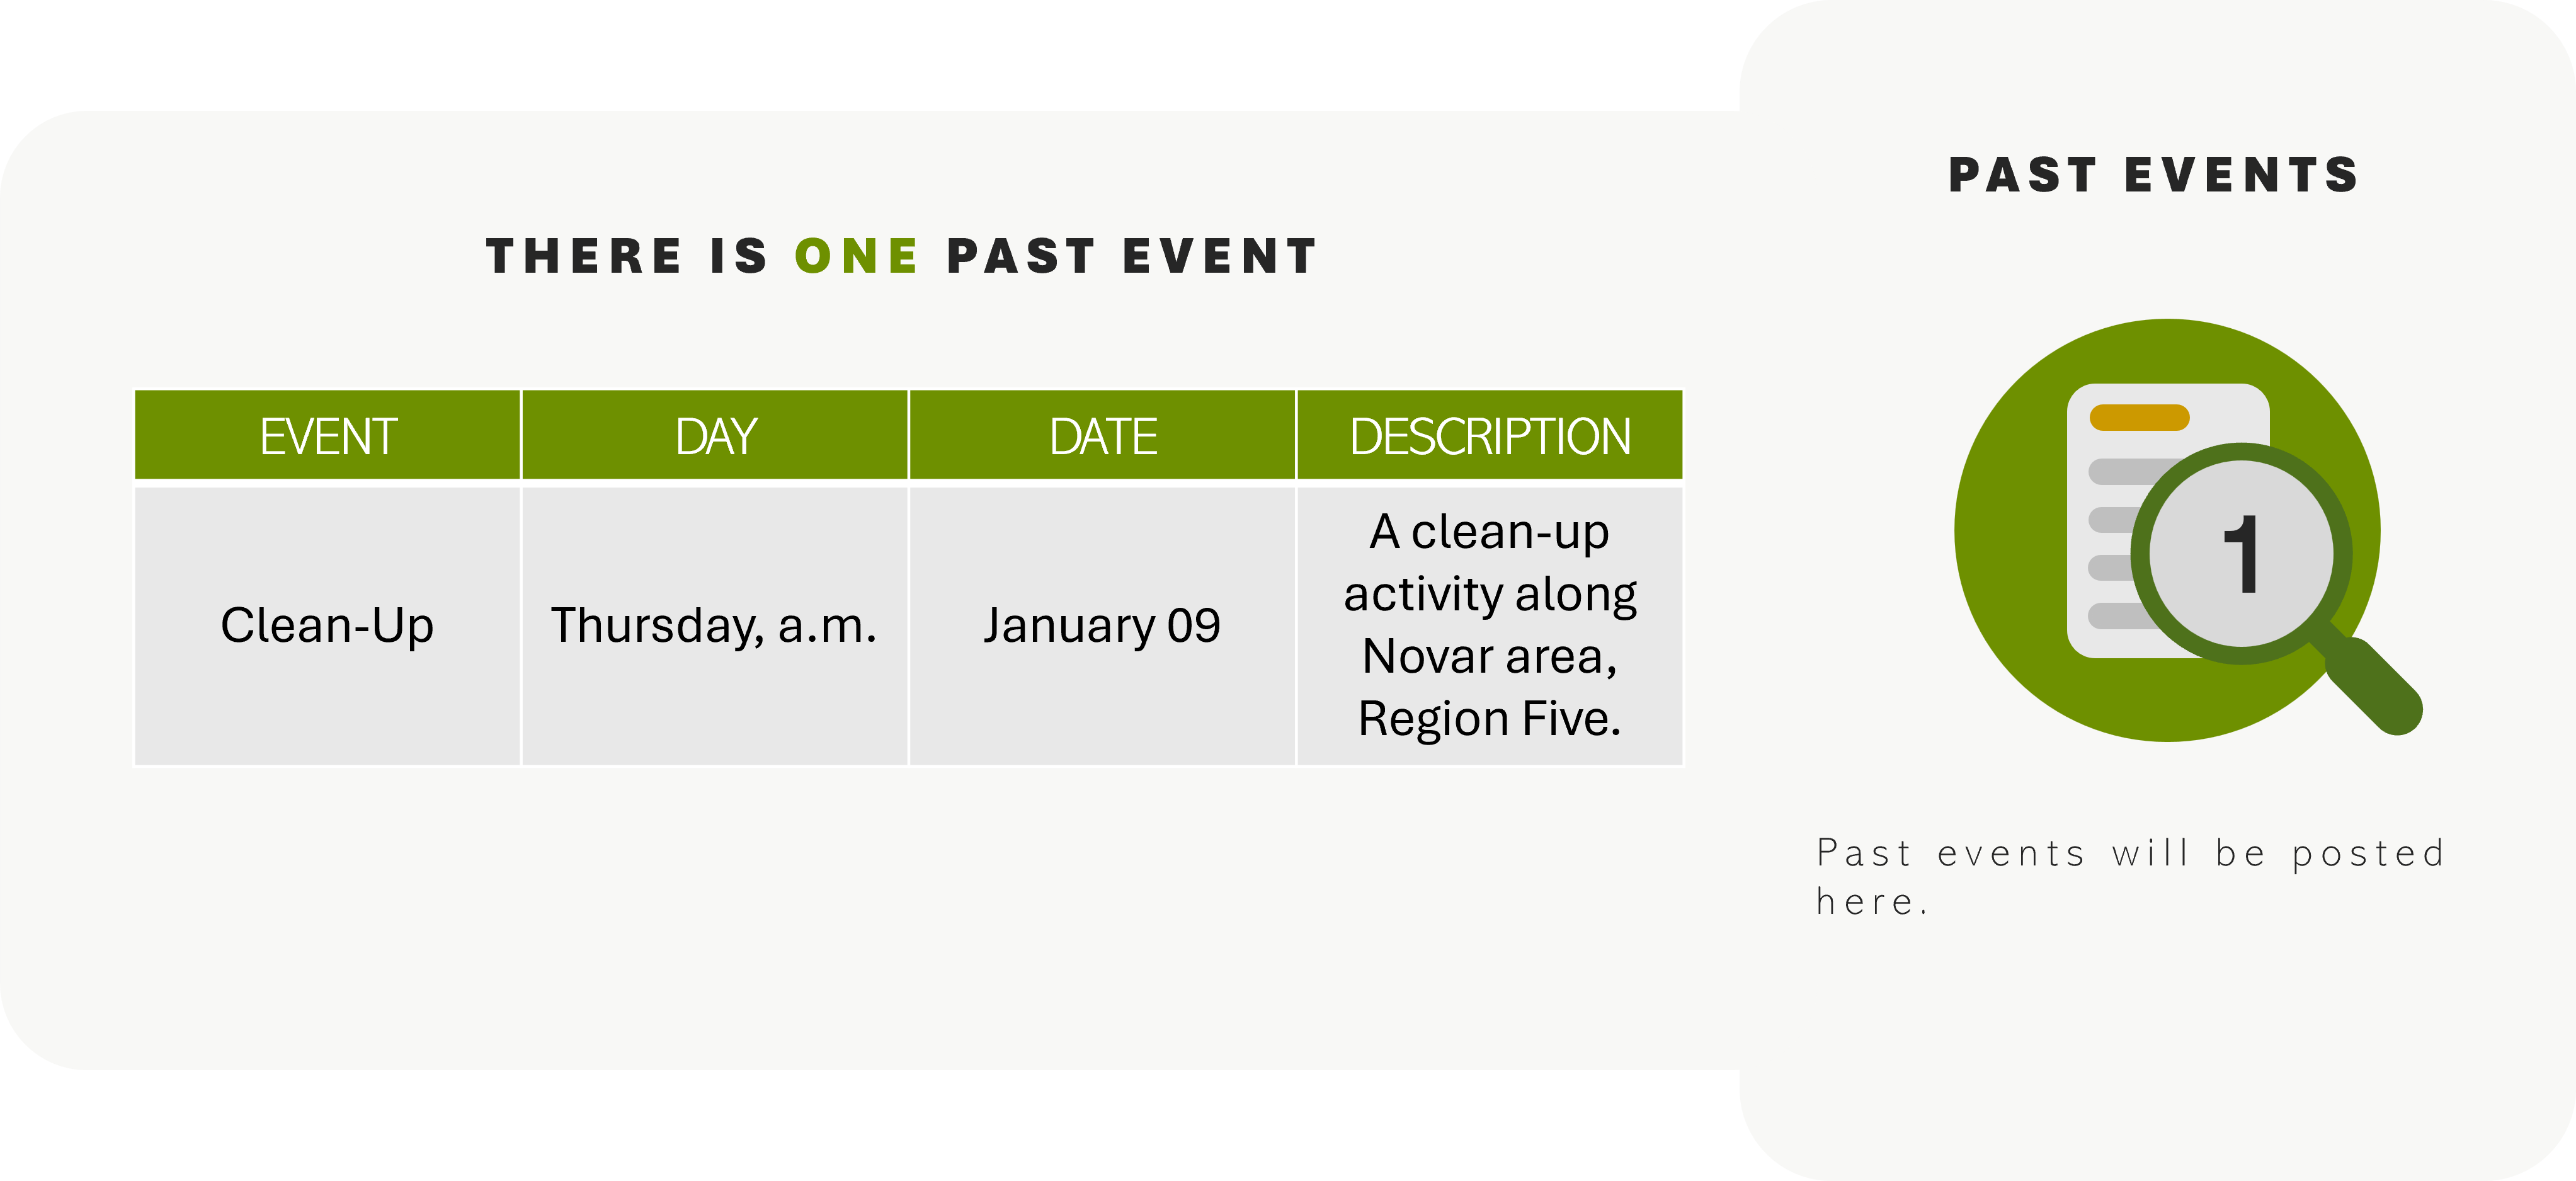 PAST EVENTS
THERE IS ONE PAST EVENT
EVENT DAY DATE DESCRIPTION
Clean-Up Thursday, a.m. January 09 A clean-up
activity along
Novar area,
Region Five.
1
Past events will be posted
here.